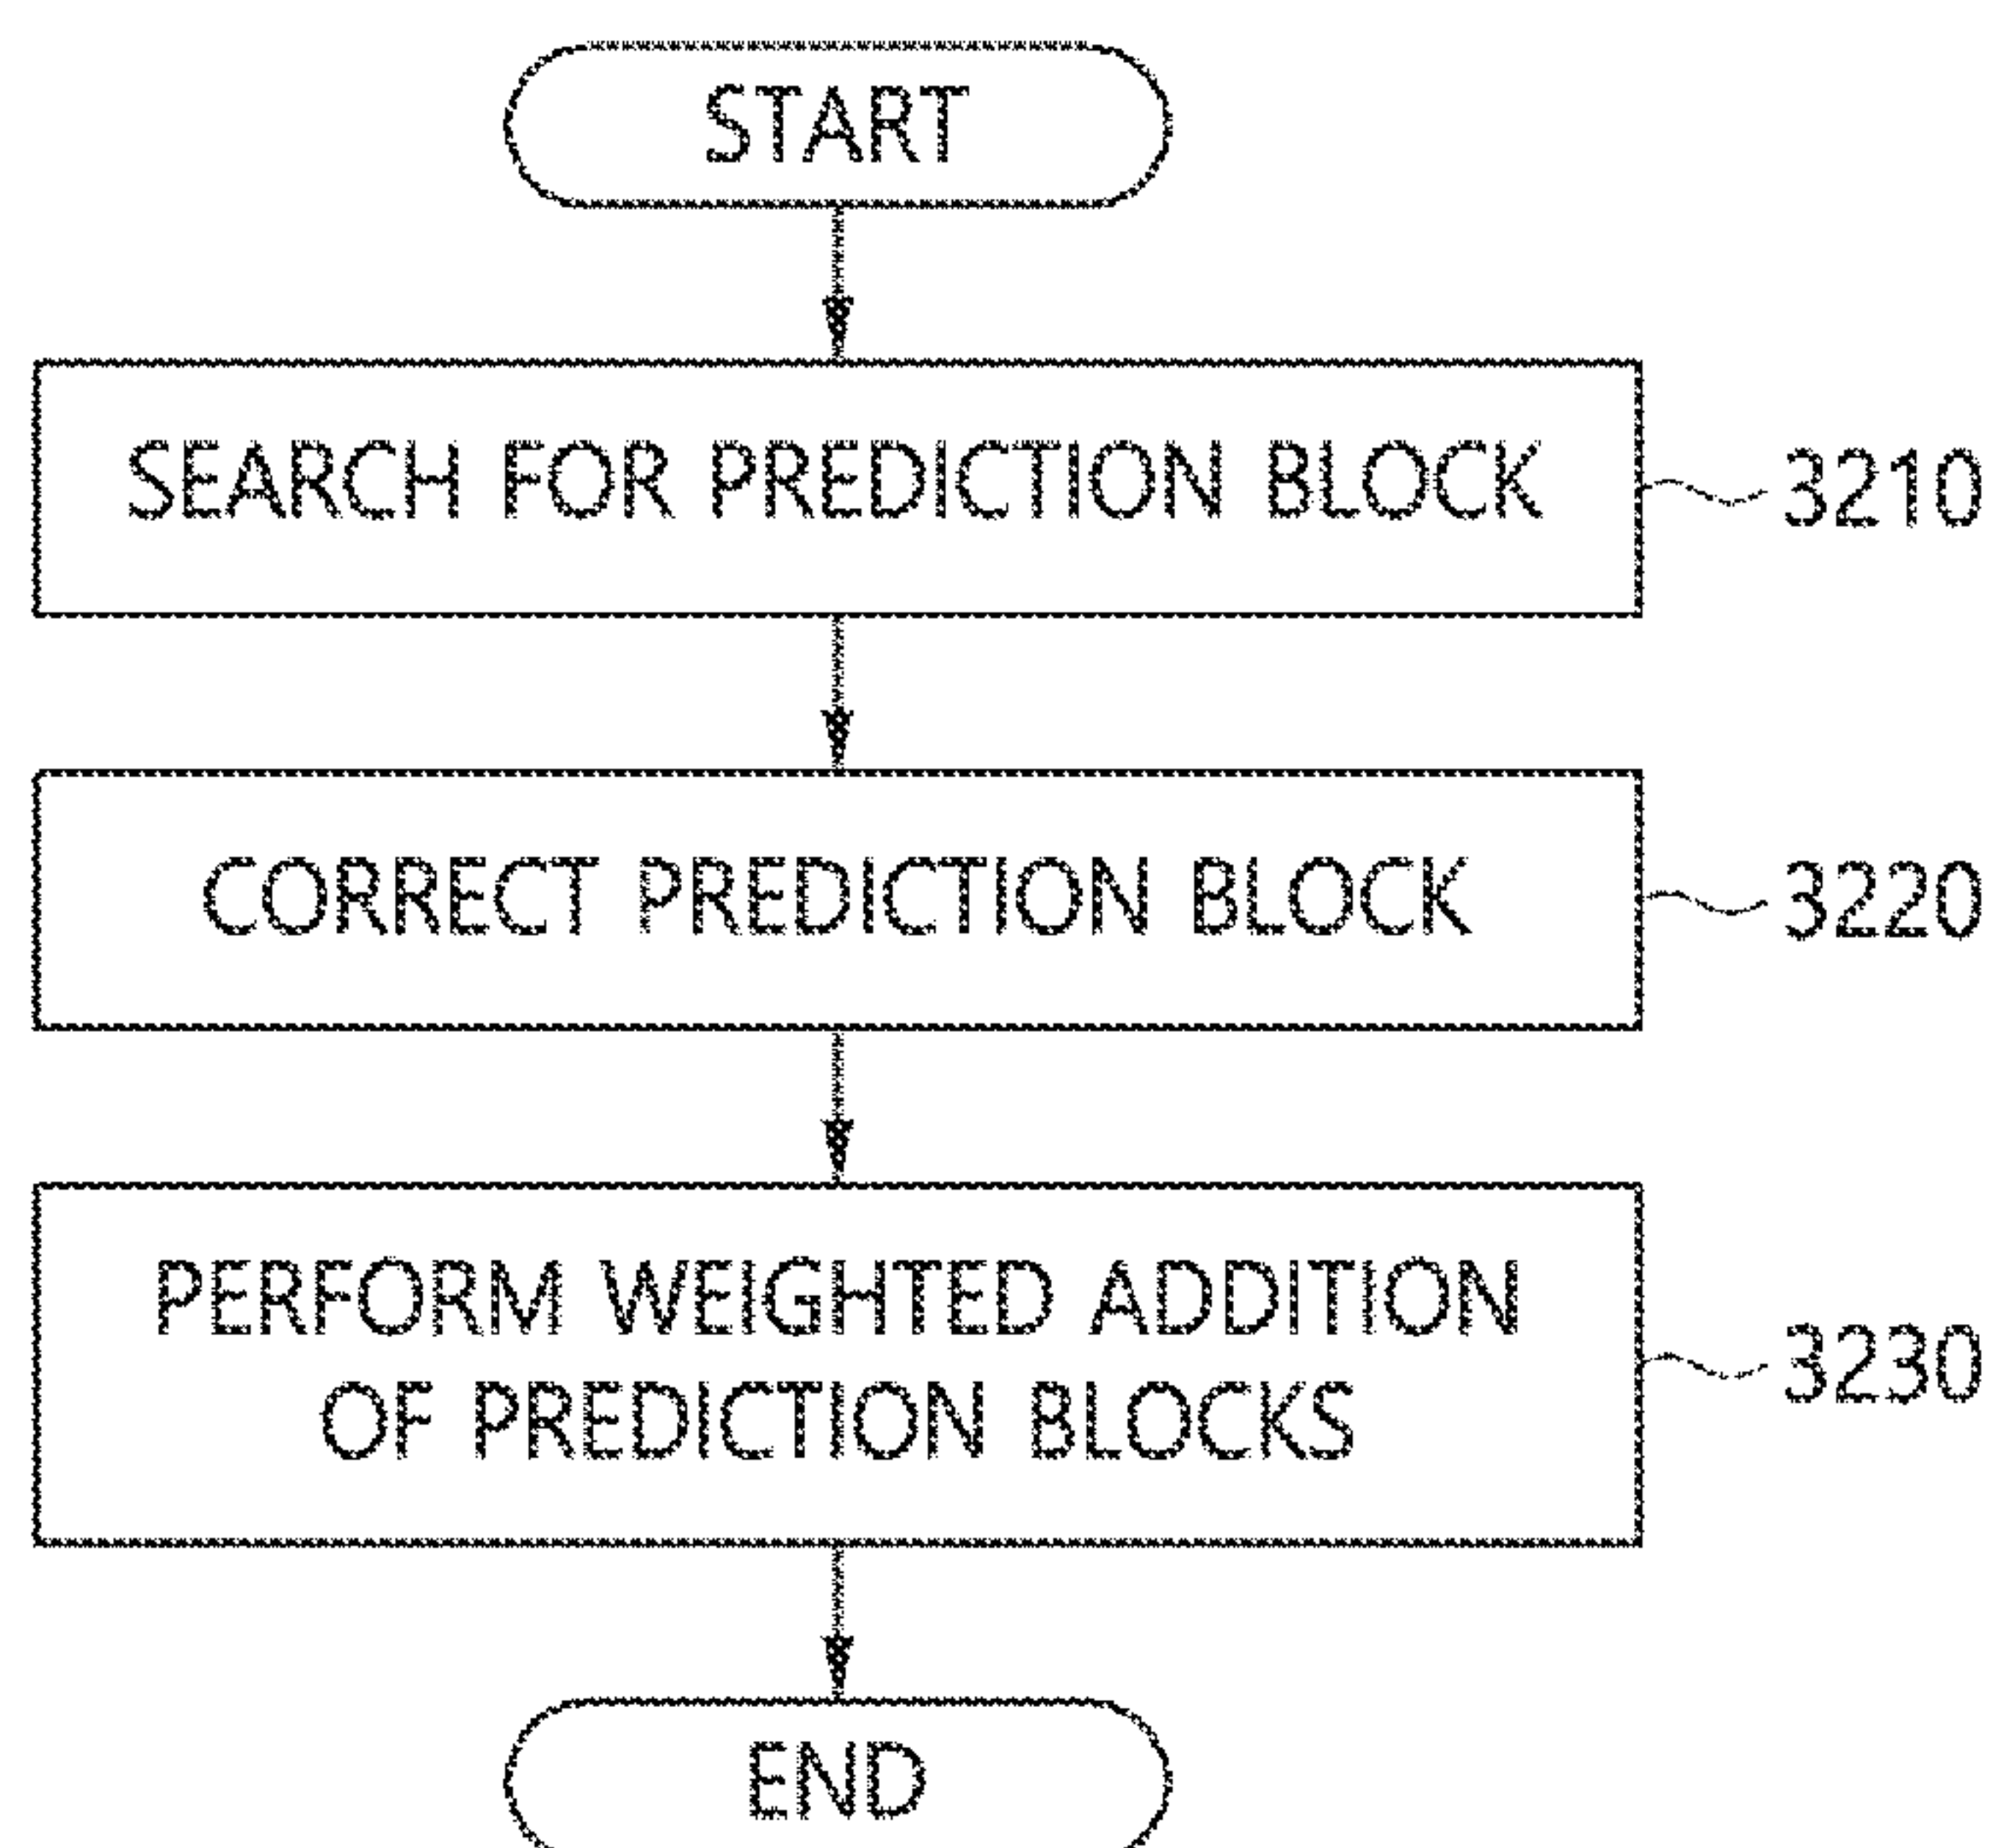 START
SEARCH FOR PREDICTION BLOCK
3210
CORRECT PREDICTION BLOCK
3220
PERFORM WEIGHTED ADDITION
OF PREDICTION BLOCKS
3230
END